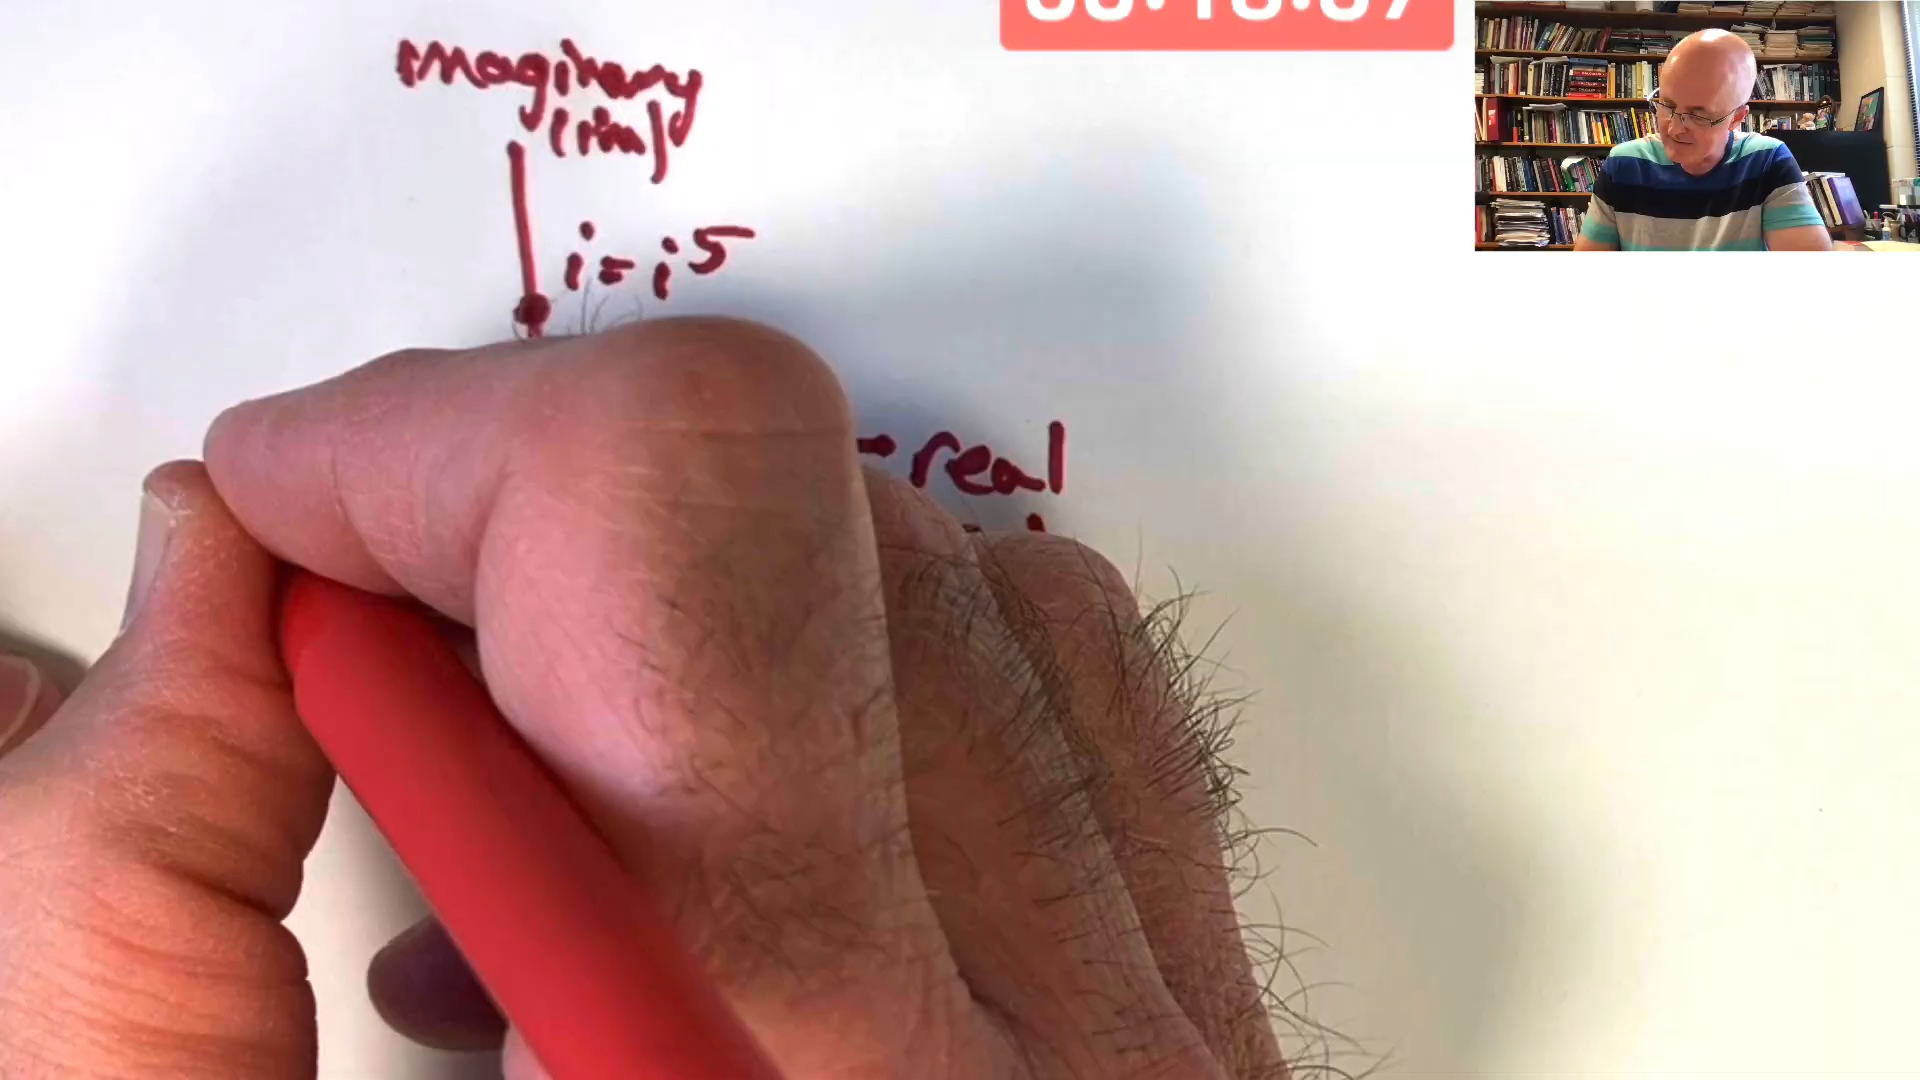 imaginary
(im)
i = i⁵
real